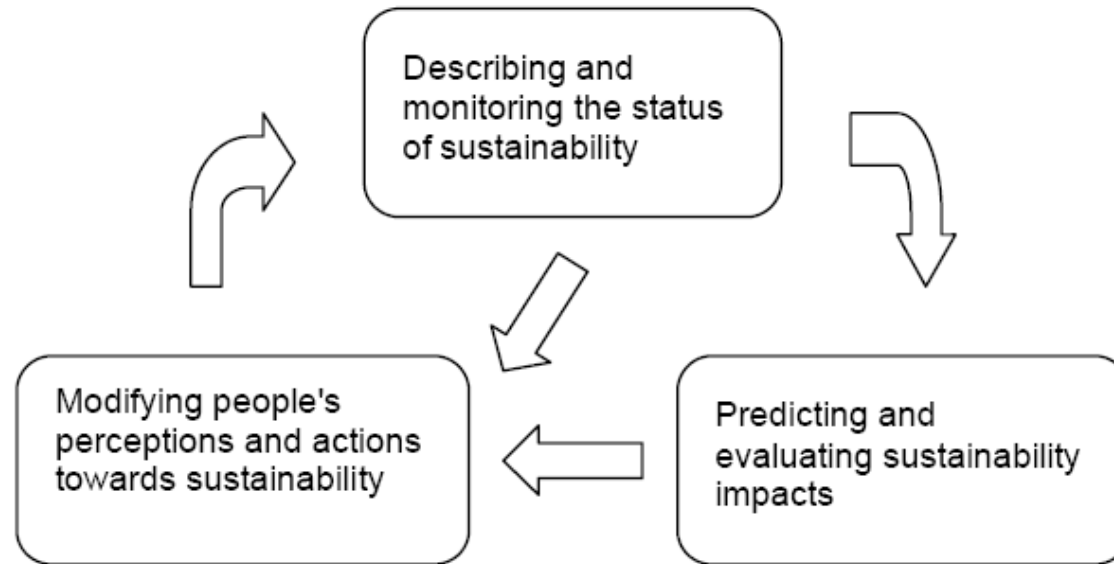 Describing and
monitoring the status
of sustainability
Modifying people's
perceptions and actions
towards sustainability
Predicting and
evaluating sustainability
impacts